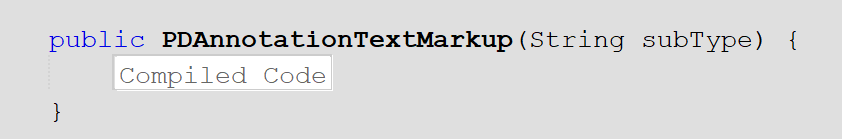 public PDAnnotationTextMarkup(String subType) {
Compiled Code
}